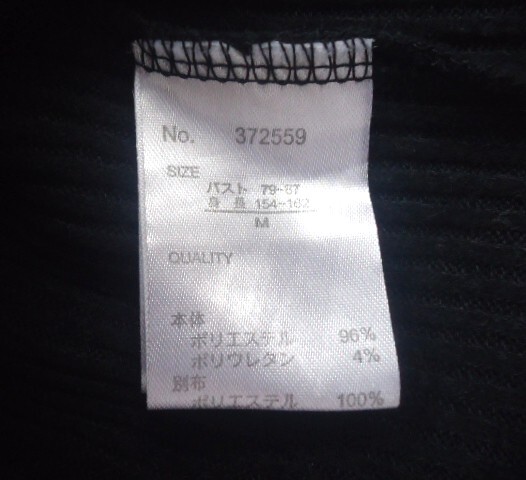 No. 372559
SIZE
バスト 79~87
身長 154~162
M
QUALITY
本体
ポリエステル 96%
ポリウレタン 4%
別布
ポリエステル 100%